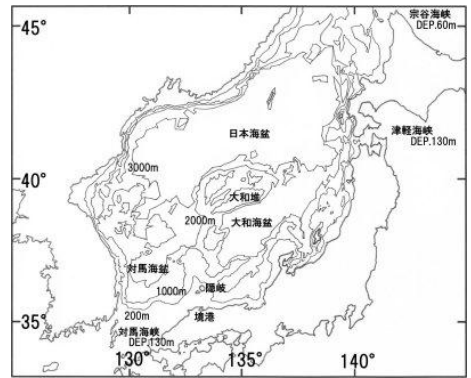 45°
宗谷海峡
DEP.60m
日本海盆
津軽海峡
DEP.130m
3000m
40°
大和堆
2000m
大和海盆
対馬海盆
1000m
隠岐
200m
境港
35°
対馬海峡
DEP.130m
130°
135°
140°